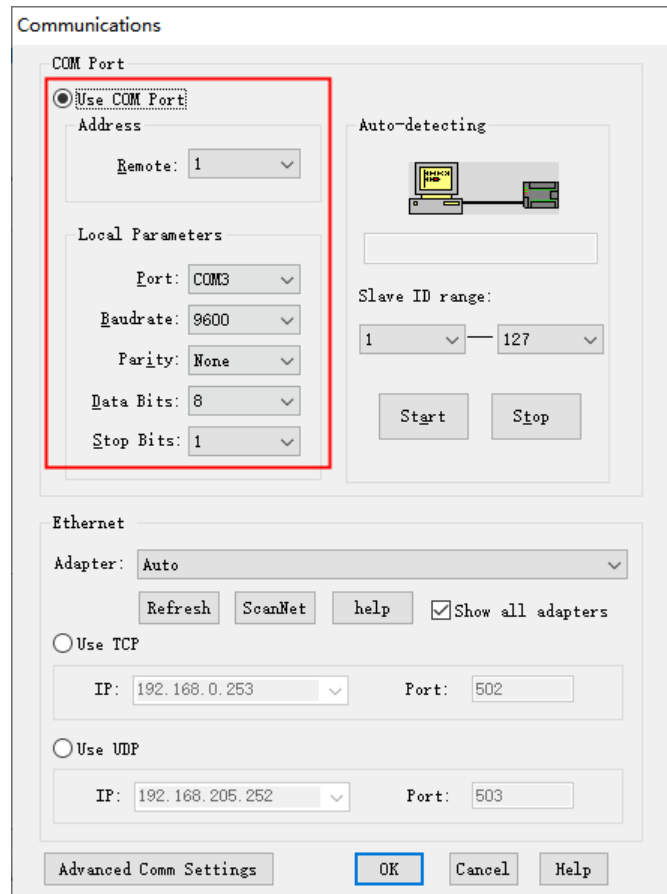 Communications
COM Port
Use COM Port
Address
Remote: 1
Local Parameters
Port: COM3
Baudrate: 9600
Parity: None
Data Bits: 8
Stop Bits: 1
Auto-detecting
Slave ID range:
1 — 127
Start Stop
Ethernet
Adapter: Auto
Refresh ScanNet help Show all adapters
Use TCP
IP: 192.168.0.253 Port: 502
Use UDP
IP: 192.168.205.252 Port: 503
Advanced Comm Settings OK Cancel Help